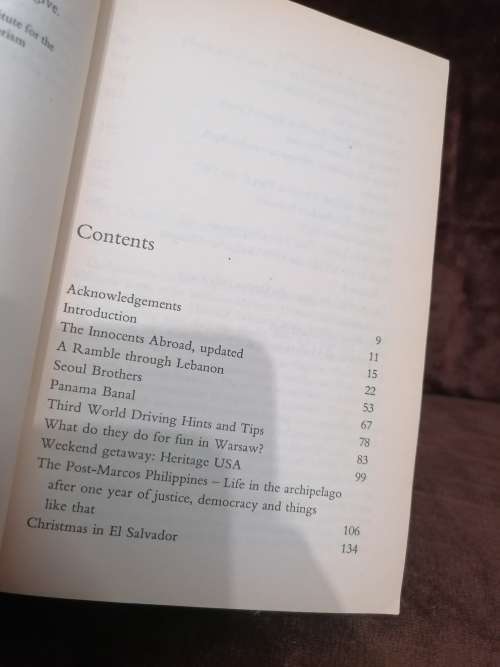 for the
Contents
Acknowledgements 9
Introduction 11
The Innocents Abroad, updated 15
A Ramble through Lebanon 22
Seoul Brothers 53
Panama Banal 67
Third World Driving Hints and Tips 78
What do they do for fun in Warsaw? 83
Weekend getaway: Heritage USA 99
The Post-Marcos Philippines – Life in the archipelago
after one year of justice, democracy and things
like that 106
Christmas in El Salvador 134